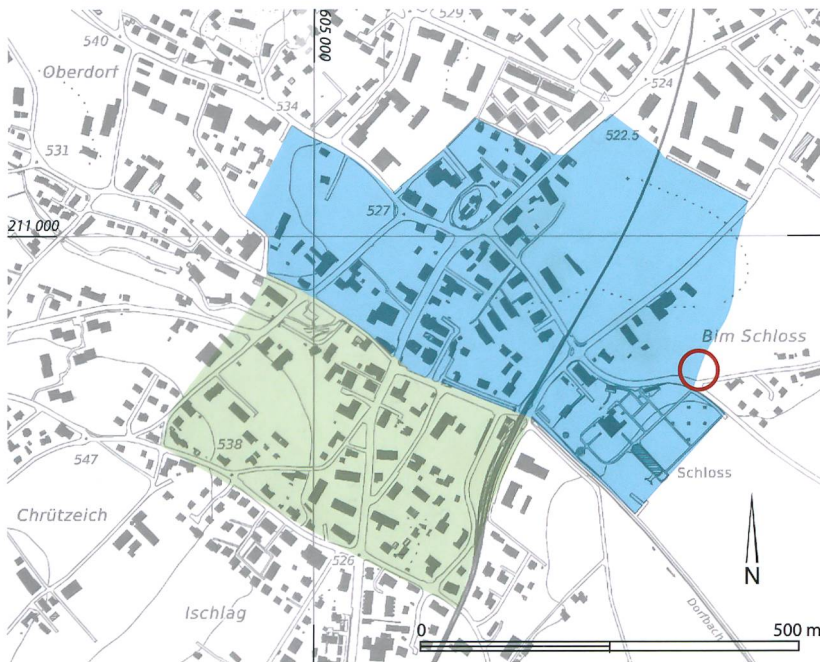 529
540
605 000
Oberdorf
524
534
522.5
531
527
211 000
Bim Schloss
538
547
Schloss
Chrützeich
526
N
Ischlag
Dorfbach
0
500 m